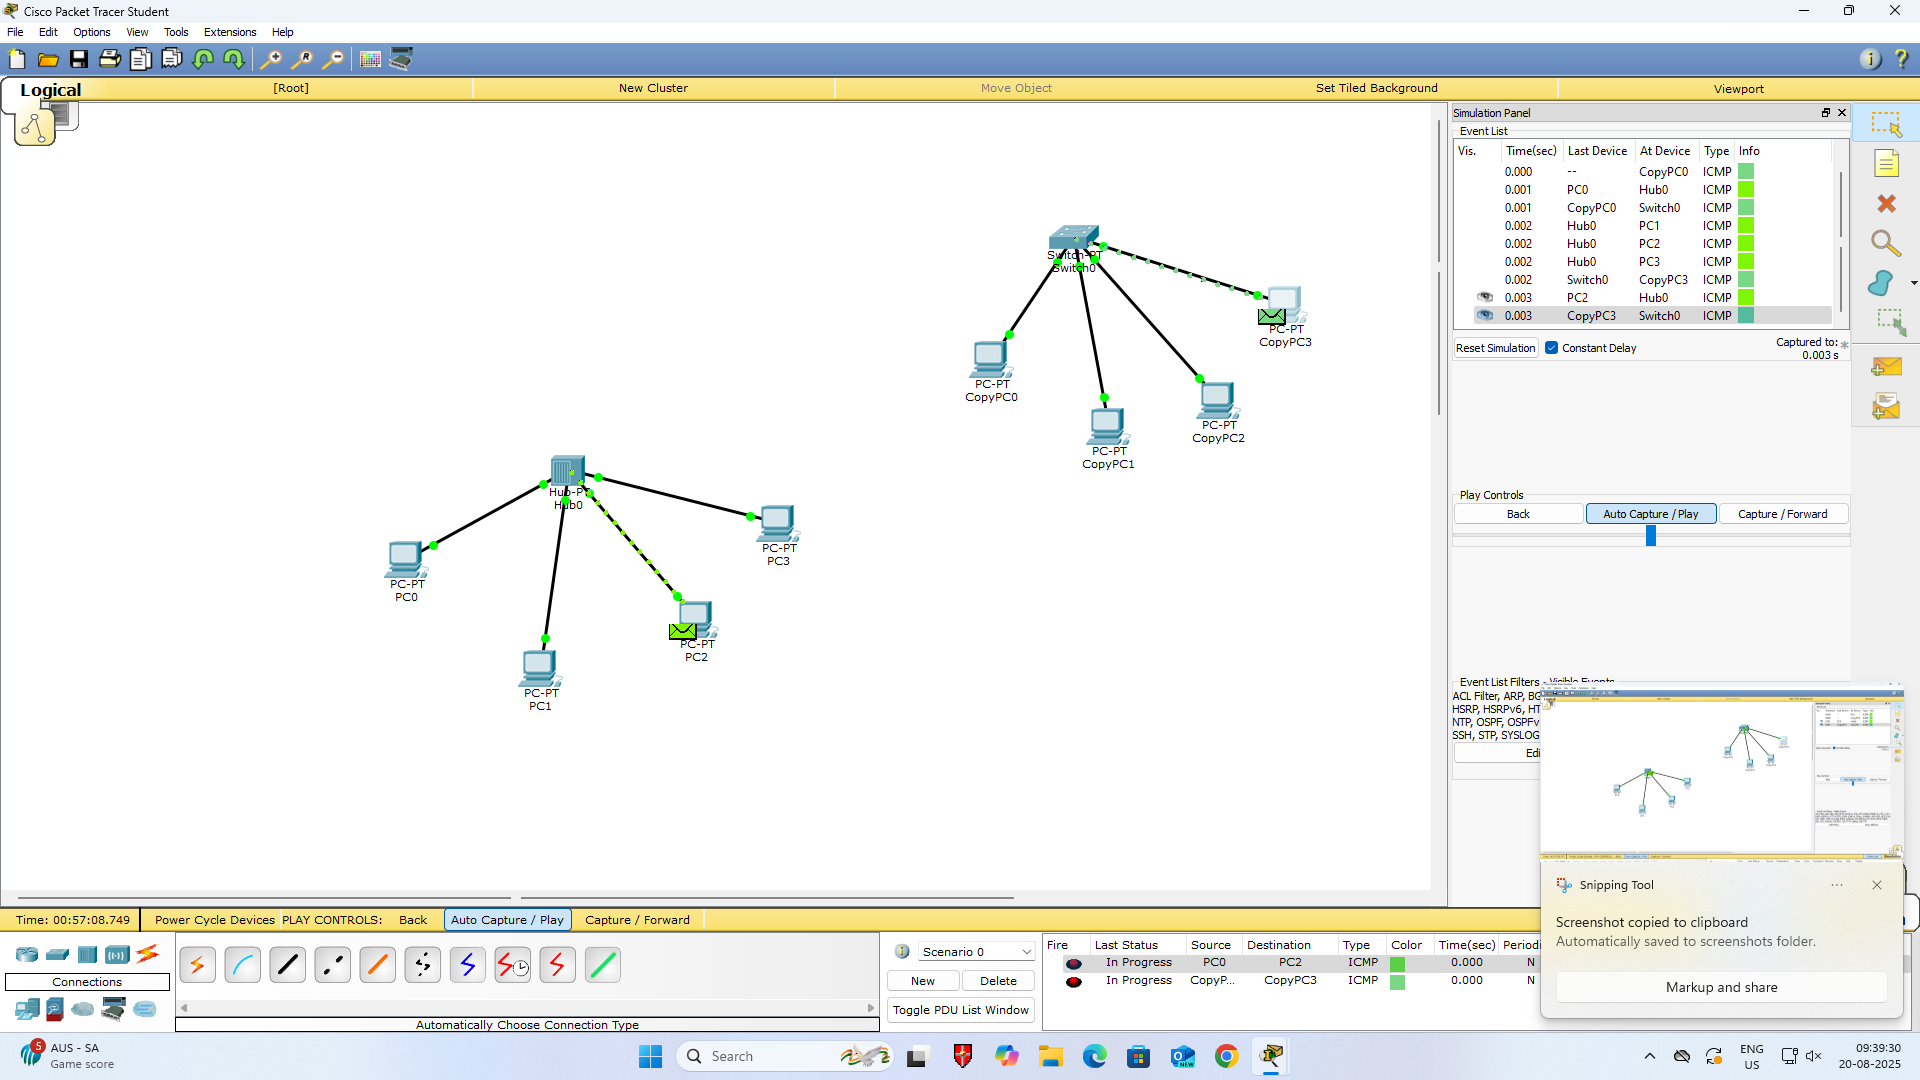 Cisco Packet Tracer Student
File Edit Options View Tools Extensions Help
Logical [Root] New Cluster Move Object Set Tiled Background Viewport
Simulation Panel
Event List
Vis. Time(sec) Last Device At Device Type Info
0.000 -- CopyPC0 ICMP
0.001 PC0 Hub0 ICMP
0.001 CopyPC0 Switch0 ICMP
0.002 Hub0 PC1 ICMP
0.002 Hub0 PC2 ICMP
0.002 Hub0 PC3 ICMP
0.002 Switch0 CopyPC3 ICMP
0.003 PC2 Hub0 ICMP
0.003 CopyPC3 Switch0 ICMP
Reset Simulation Constant Delay Captured to: *
0.003 s
Switch-PT
Switch0
PC-PT
CopyPC3
PC-PT
CopyPC0
PC-PT
CopyPC2
PC-PT
CopyPC1
Hub-PT
Hub0
PC-PT
PC3
PC-PT
PC0
PC-PT
PC2
PC-PT
PC1
Play Controls
Back Auto Capture / Play Capture / Forward
Event List Filters - Visible Events
ACL Filter, ARP, BG
HSRP, HSRPv6, HT
NTP, OSPF, OSPFv
SSH, STP, SYSLOG
Edi
Snipping Tool
Screenshot copied to clipboard
Automatically saved to screenshots folder.
Markup and share
Time: 00:57:08.749 Power Cycle Devices PLAY CONTROLS: Back Auto Capture / Play Capture / Forward
Connections
Automatically Choose Connection Type
Scenario 0
New Delete
Toggle PDU List Window
Fire Last Status Source Destination Type Color Time(sec) Periodi
In Progress PC0 PC2 ICMP 0.000 N
In Progress CopyP... CopyPC3 ICMP 0.000 N
5
AUS - SA
Game score
Search
NEW
ENG
US
09:39:30
20-08-2025